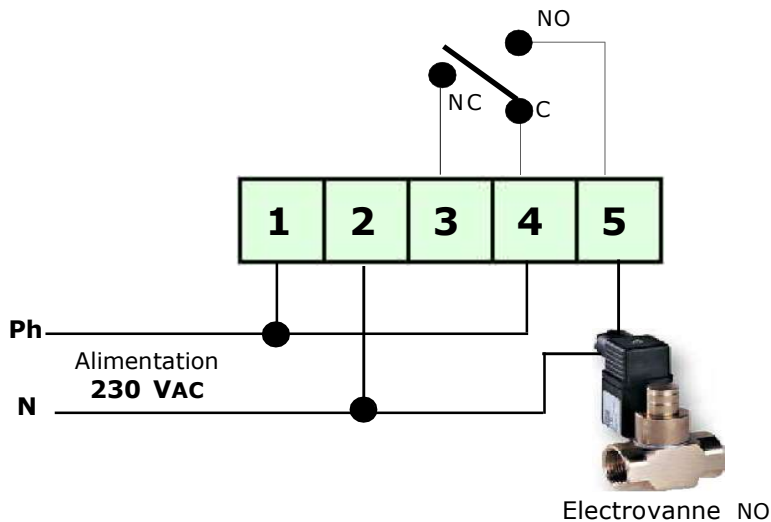 NO
NC
C
1 2 3 4 5
Ph
Alimentation
230 VAC
N
Electrovanne NO